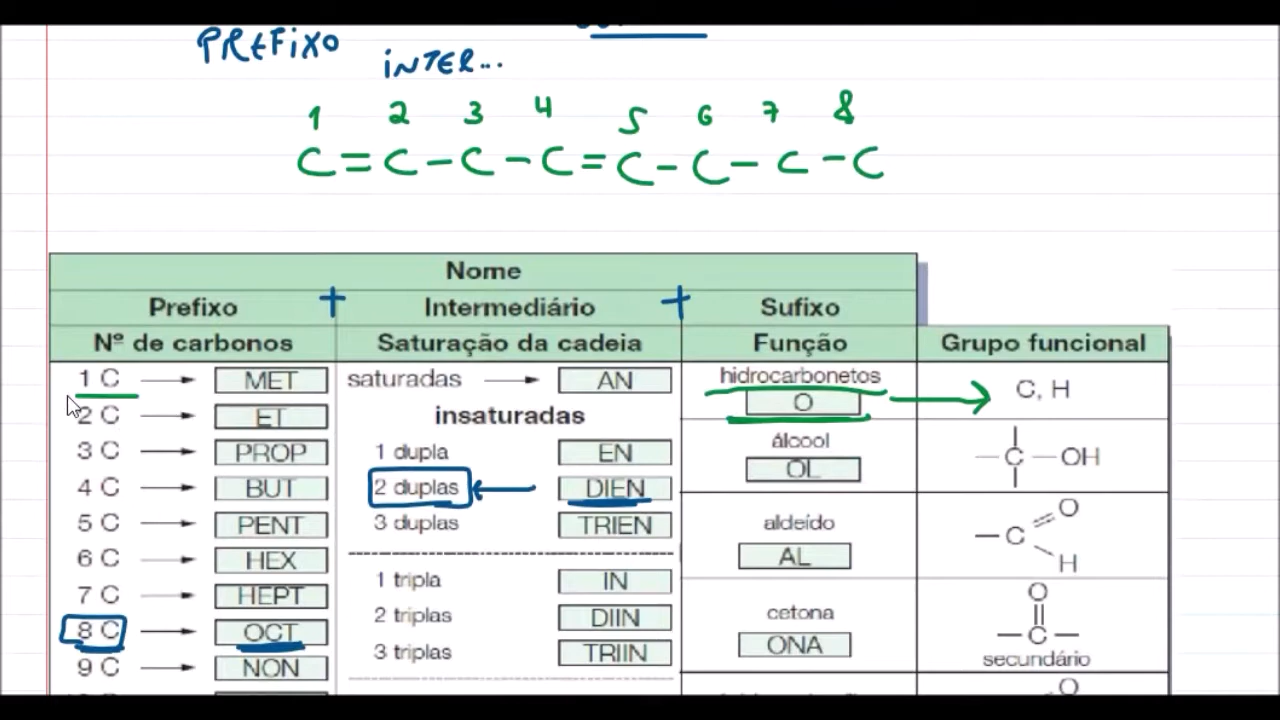 PREFIXO
INTER...
1 2 3 4 5 6 7 8
C = C - C - C = C - C - C - C
Nome
Prefixo + Intermediário + Sufixo
Nº de carbonos Saturação da cadeia Função Grupo funcional
1 C MET saturadas AN hidrocarbonetos O C, H
2 C ET insaturadas
3 C PROP 1 dupla EN álcool OL —C—OH
4 C BUT 2 duplas DIEN
5 C PENT 3 duplas TRIEN aldeído AL —C=O H
6 C HEX
7 C HEPT 1 tripla IN
8 C OCT 2 triplas DIIN cetona ONA O —C— secundário
9 C NON 3 triplas TRIIN
O